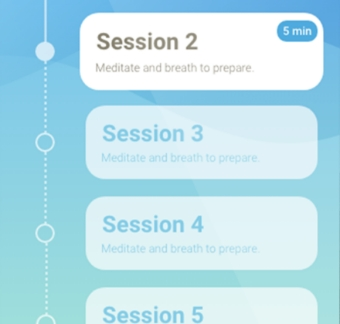 5 min
Session 2
Meditate and breath to prepare.
Session 3
Meditate and breath to prepare.
Session 4
Meditate and breath to prepare.
Session 5